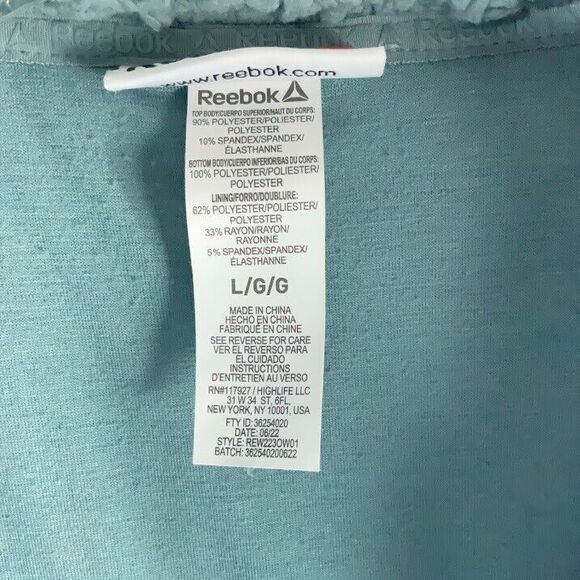 Reebok Reebok Reebok
www.reebok.com
Reebok
TOP BODY/CUERPO SUPERIOR/HAUT DU CORPS:
90% POLYESTER/POLIESTER/
POLYESTER
10% SPANDEX/SPANDEX/
ÉLASTHANNE
BOTTOM BODY/CUERPO INFERIOR/BAS DU CORPS:
100% POLYESTER/POLIESTER/
POLYESTER
LINING/FORRO/DOUBLURE:
62% POLYESTER/POLIESTER/
POLYESTER
33% RAYON/RAYON/
RAYONNE
5% SPANDEX/SPANDEX/
ÉLASTHANNE
L/G/G
MADE IN CHINA
HECHO EN CHINA
FABRIQUÉ EN CHINE
SEE REVERSE FOR CARE
VER EL REVERSO PARA
EL CUIDADO
INSTRUCTIONS
D'ENTRETIEN AU VERSO
RN#117927 / HIGHLIFE LLC
31 W 34 ST, 6FL,
NEW YORK, NY 10001, USA
FTY ID: 36254020
DATE: 06/22
STYLE: REW223OW01
BATCH: 362540200622